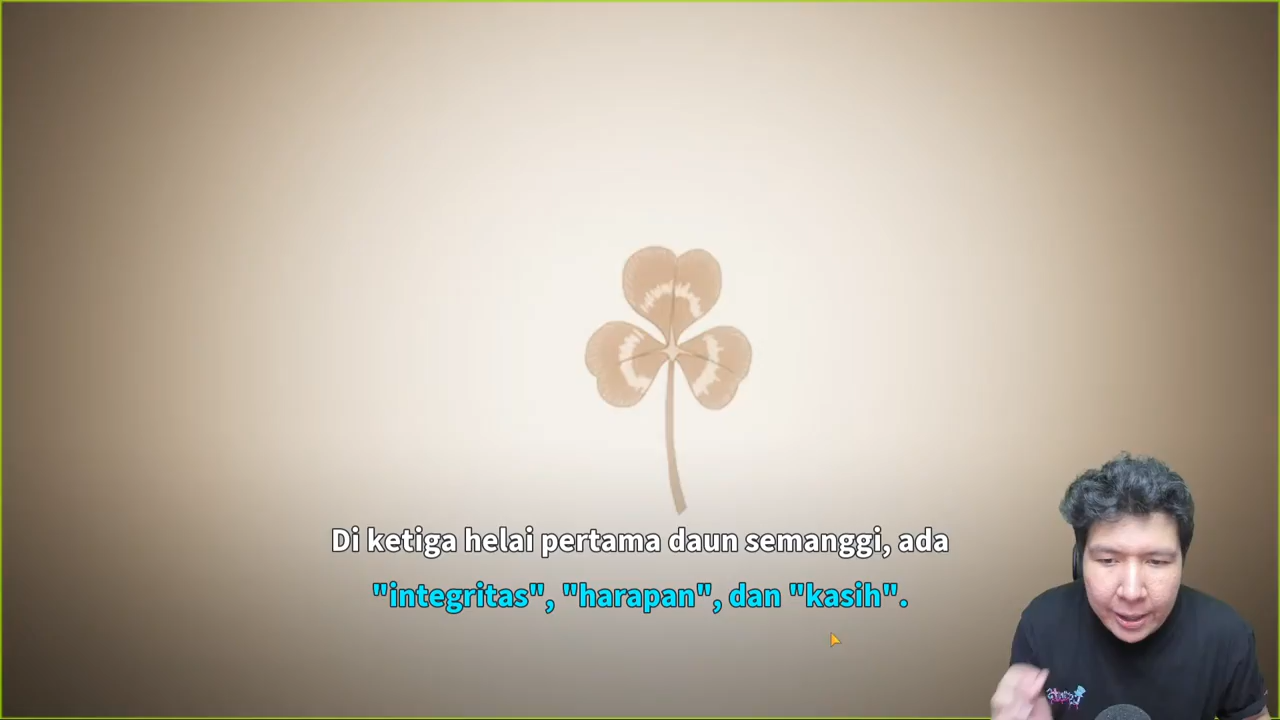 Di ketiga helai pertama daun semanggi, ada
"integritas", "harapan", dan "kasih".